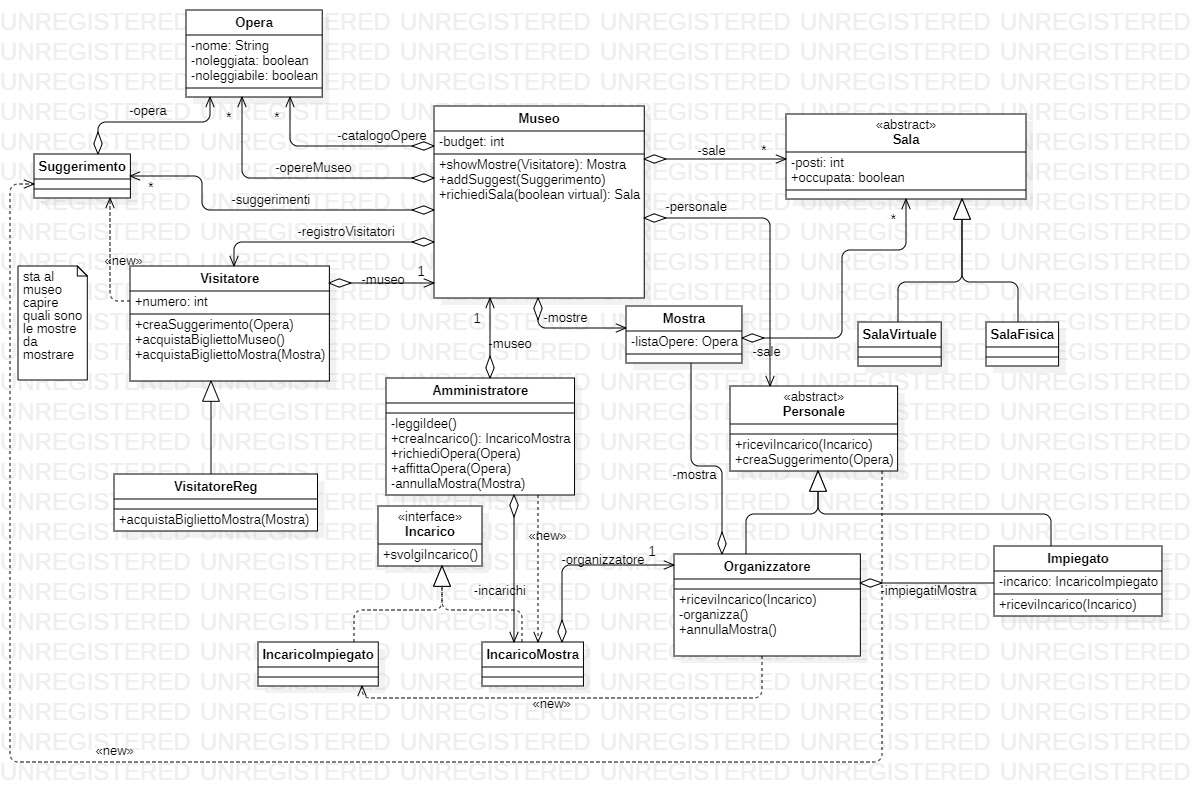 Opera
-nome: String
-noleggiata: boolean
-noleggiabile: boolean
-opera
*
*
-catalogoOpere
Museo
-budget: int
+showMostre(Visitatore): Mostra
+addSuggest(Suggerimento)
+richiediSala(boolean virtual): Sala
-sale
*
«abstract»
Sala
-posti: int
+occupata: boolean
Suggerimento
*
-opereMuseo
-suggerimenti
-registroVisitatori
-personale
*
«new»
sta al
museo
capire
quali sono
le mostre
da
mostrare
Visitatore
+numero: int
+creaSuggerimento(Opera)
+acquistaBigliettoMuseo()
+acquistaBigliettoMostra(Mostra)
-museo
1
1
-museo
-mostre
Mostra
-listaOpere: Opera
-sale
SalaVirtuale
SalaFisica
Amministratore
-leggiIdee()
+creaIncarico(): IncaricoMostra
+richiediOpera(Opera)
+affittaOpera(Opera)
-annullaMostra(Mostra)
«abstract»
Personale
+riceviIncarico(Incarico)
+creaSuggerimento(Opera)
-mostra
VisitatoreReg
+acquistaBigliettoMostra(Mostra)
«interface»
Incarico
+svolgiIncarico()
«new»
-organizzatore
1
-incarichi
Organizzatore
+riceviIncarico(Incarico)
-organizza()
+annullaMostra()
-impiegatiMostra
Impiegato
-incarico: IncaricoImpiegato
+riceviIncarico(Incarico)
IncaricoImpiegato
IncaricoMostra
«new»
«new»
UNREGISTERED